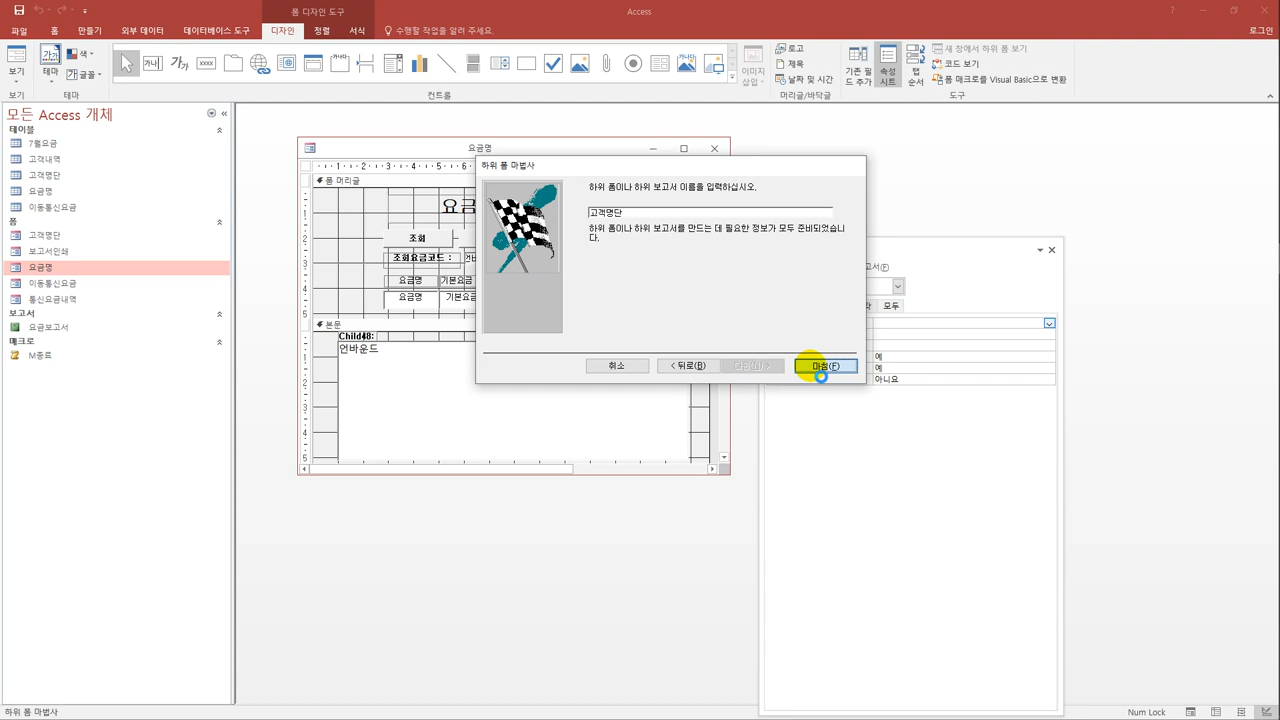 폼 디자인 도구
Access
파일 홈 만들기 외부 데이터 데이터베이스 도구 디자인 정렬 서식 수행할 작업을 알려 주세요. 로그인
보기 테마 색 글꼴
이미지 삽입
로고
제목
날짜 및 시간
기존 필드 추가
속성 시트
탭 순서
새 창에서 하위 폼 보기
코드 보기
폼 매크로를 Visual Basic으로 변환
보기 테마 컨트롤 머리글/바닥글 도구
모든 Access 개체
테이블
7월요금
고객내역
고객명단
요금명
이동통신요금
폼
고객명단
보고서인쇄
요금명
이동통신요금
통신요금내역
보고서
요금보고서
매크로
M종료
요금명
폼 머리글
요금
조회
조회요금코드 : 언바
요금명 기본요금
요금명 기본요금
본문
Child48:
언바운드
하위 폼 마법사
하위 폼이나 하위 보고서 이름을 입력하십시오.
고객명단
하위 폼이나 하위 보고서를 만드는 데 필요한 정보가 모두 준비되었습니
다.
취소 < 뒤로(B) 다음(N) > 마침(F)
고서(F)
모두
예
예
아니요
하위 폼 마법사
Num Lock